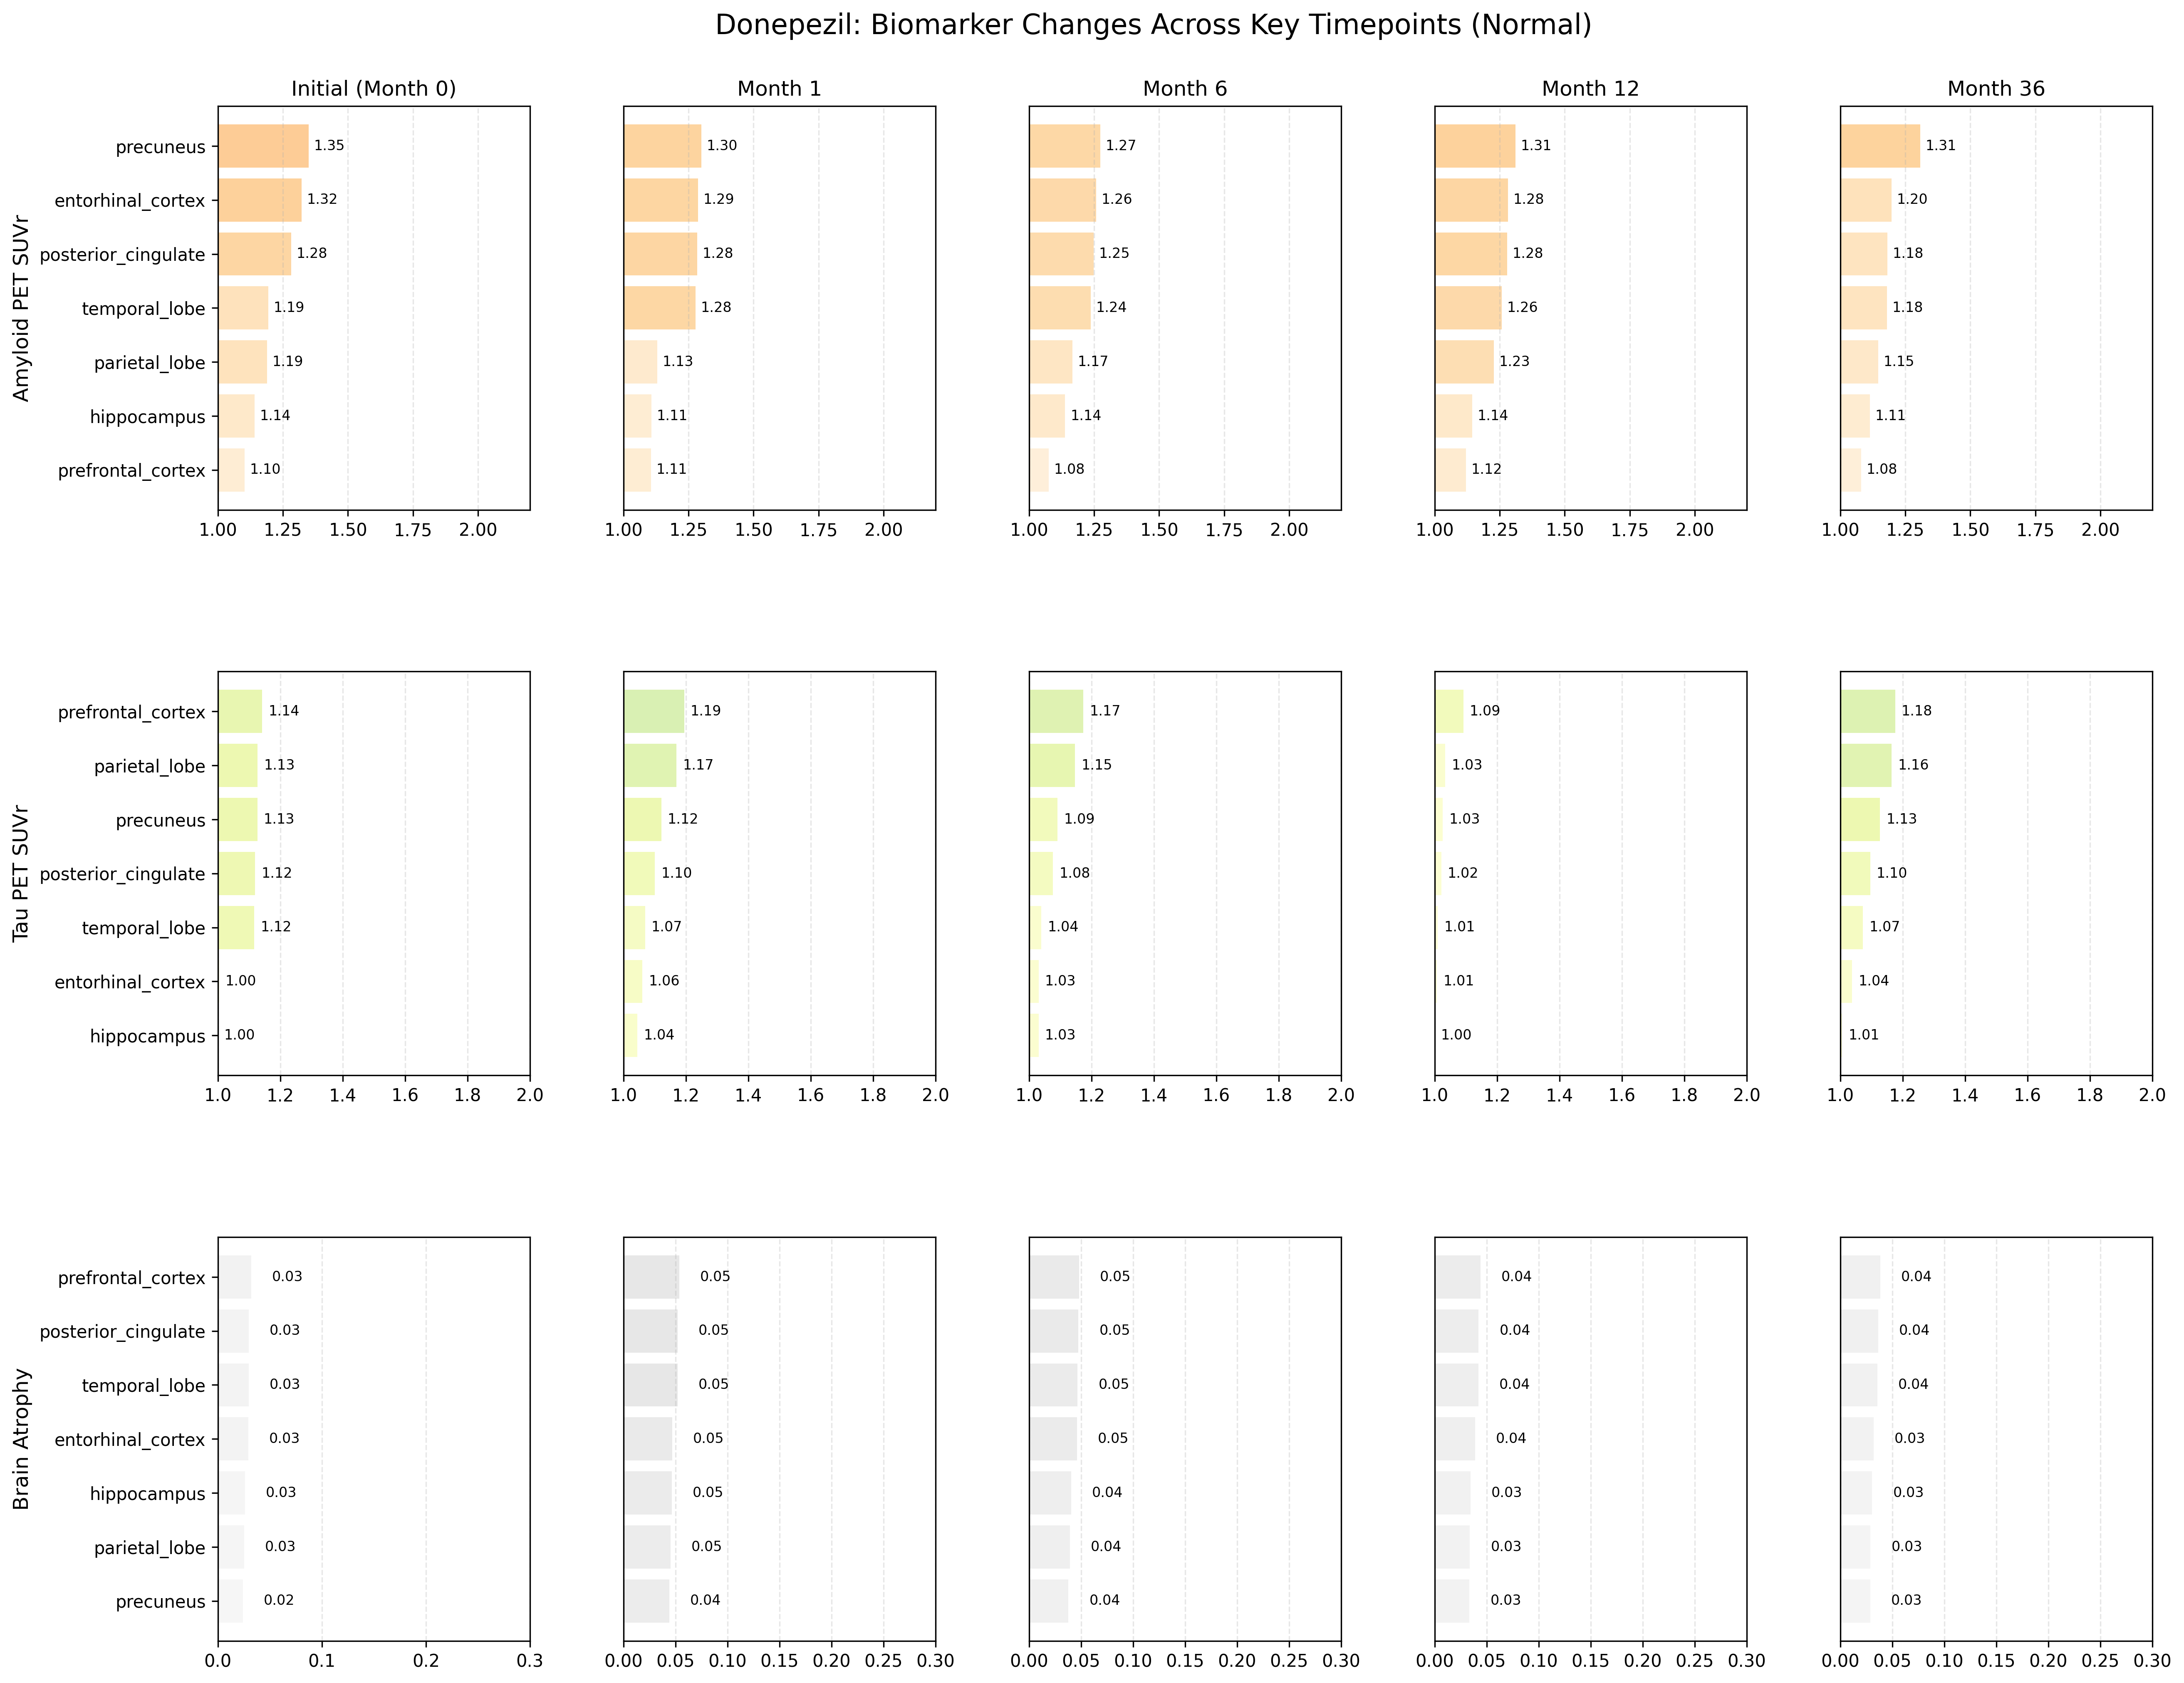 Donepezil: Biomarker Changes Across Key Timepoints (Normal)
Initial (Month 0)
Month 1
Month 6
Month 12
Month 36
Amyloid PET SUVr
precuneus 1.35 1.30 1.27 1.31 1.31
entorhinal_cortex 1.32 1.29 1.26 1.28 1.20
posterior_cingulate 1.28 1.28 1.25 1.28 1.18
temporal_lobe 1.19 1.28 1.24 1.26 1.18
parietal_lobe 1.19 1.13 1.17 1.23 1.15
hippocampus 1.14 1.11 1.14 1.14 1.11
prefrontal_cortex 1.10 1.11 1.08 1.12 1.08
1.00 1.25 1.50 1.75 2.00
1.00 1.25 1.50 1.75 2.00
1.00 1.25 1.50 1.75 2.00
1.00 1.25 1.50 1.75 2.00
1.00 1.25 1.50 1.75 2.00
Tau PET SUVr
prefrontal_cortex 1.14 1.19 1.17 1.09 1.18
parietal_lobe 1.13 1.17 1.15 1.03 1.16
precuneus 1.13 1.12 1.09 1.03 1.13
posterior_cingulate 1.12 1.10 1.08 1.02 1.10
temporal_lobe 1.12 1.07 1.04 1.01 1.07
entorhinal_cortex 1.00 1.06 1.03 1.01 1.04
hippocampus 1.00 1.04 1.03 1.00 1.01
1.0 1.2 1.4 1.6 1.8 2.0
1.0 1.2 1.4 1.6 1.8 2.0
1.0 1.2 1.4 1.6 1.8 2.0
1.0 1.2 1.4 1.6 1.8 2.0
1.0 1.2 1.4 1.6 1.8 2.0
Brain Atrophy
prefrontal_cortex 0.03 0.05 0.05 0.04 0.04
posterior_cingulate 0.03 0.05 0.05 0.04 0.04
temporal_lobe 0.03 0.05 0.05 0.04 0.04
entorhinal_cortex 0.03 0.05 0.05 0.04 0.03
hippocampus 0.03 0.05 0.04 0.03 0.03
parietal_lobe 0.03 0.05 0.04 0.03 0.03
precuneus 0.02 0.04 0.04 0.03 0.03
0.0 0.1 0.2 0.3
0.00 0.05 0.10 0.15 0.20 0.25 0.30
0.00 0.05 0.10 0.15 0.20 0.25 0.30
0.00 0.05 0.10 0.15 0.20 0.25 0.30
0.00 0.05 0.10 0.15 0.20 0.25 0.30